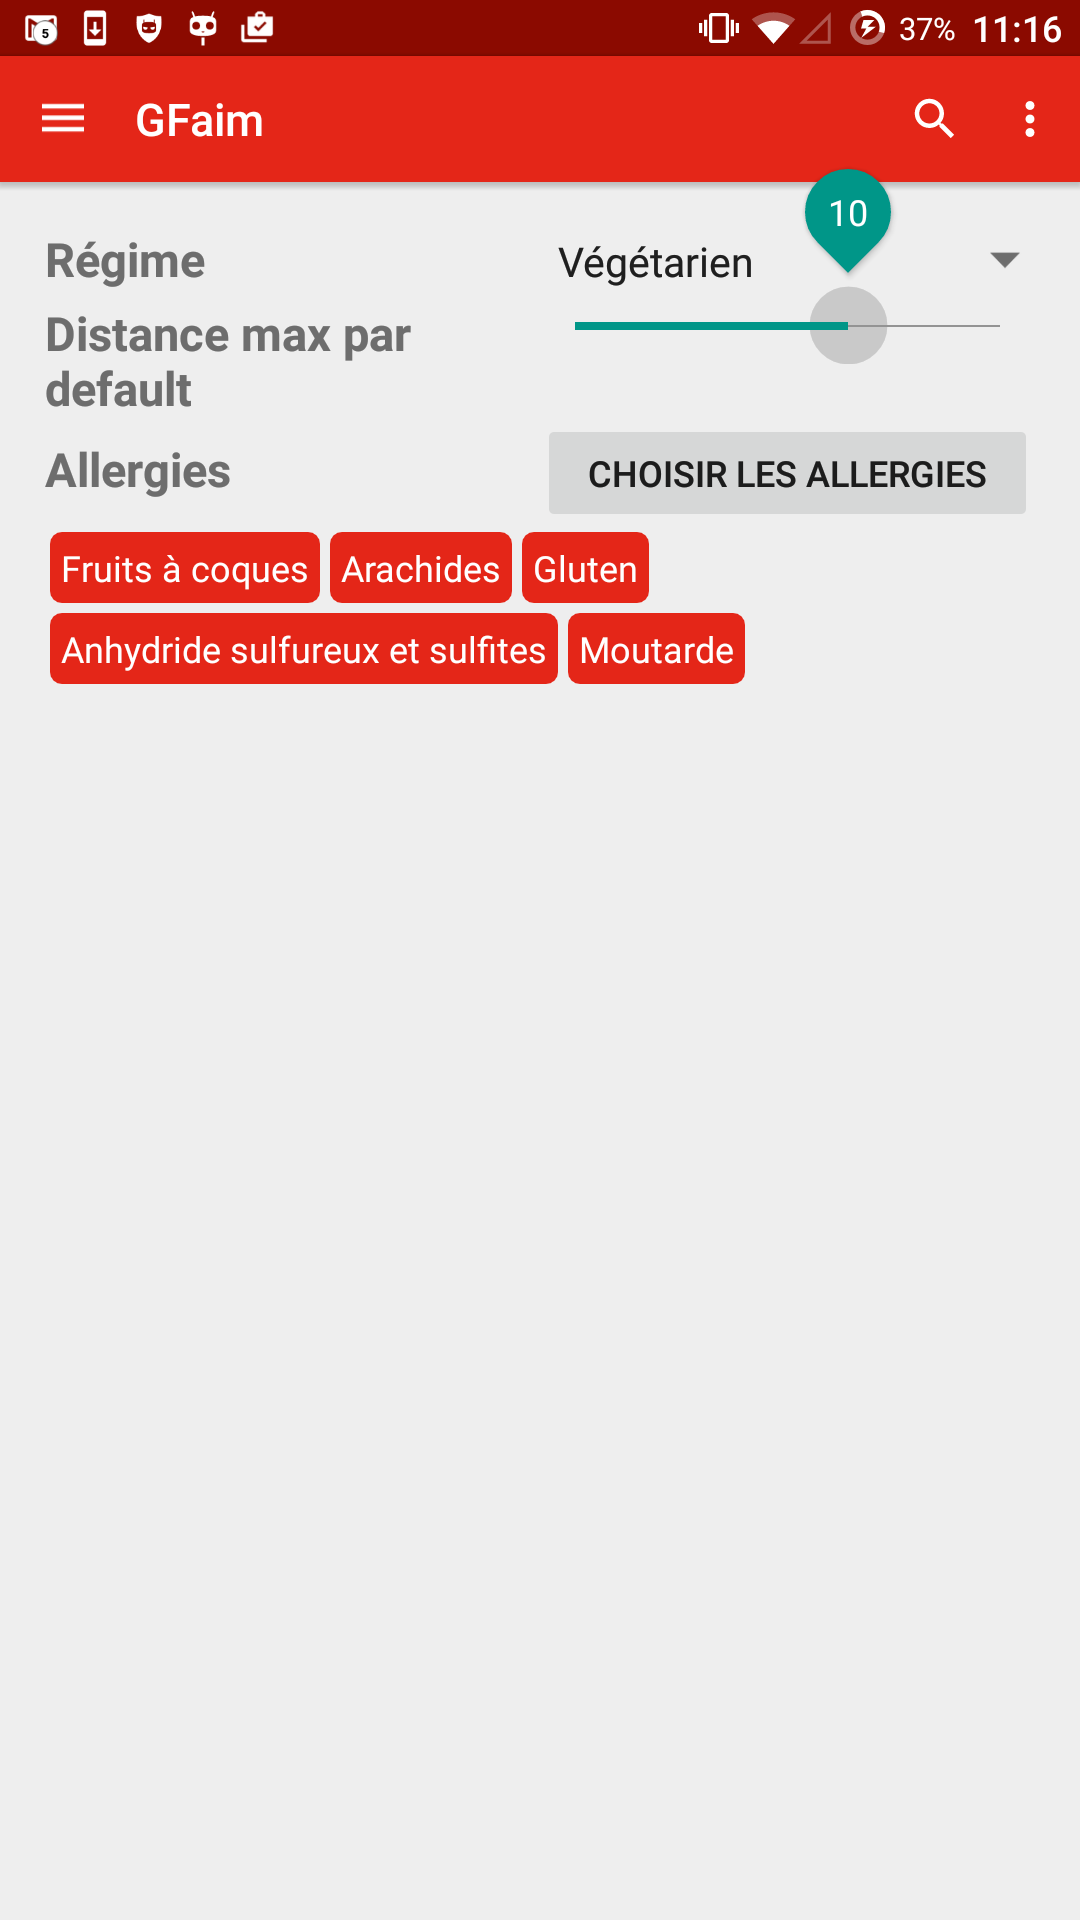 5 37% 11:16
GFaim
10
Régime Végétarien
Distance max par
default
Allergies CHOISIR LES ALLERGIES
Fruits à coques Arachides Gluten
Anhydride sulfureux et sulfites Moutarde